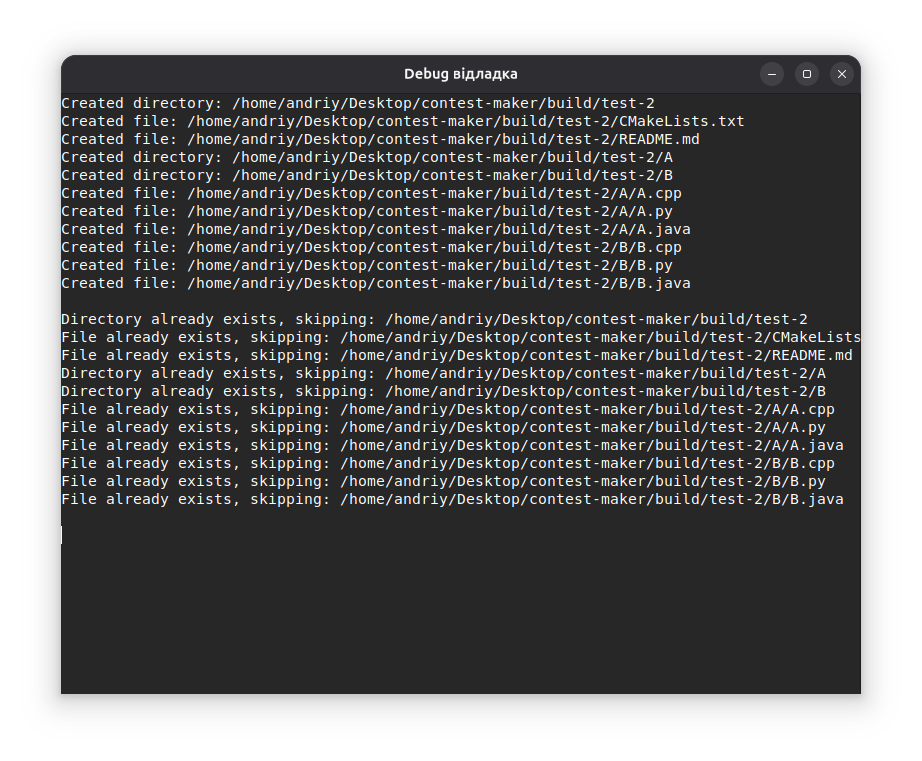 Debug відладка
Created directory: /home/andriy/Desktop/contest-maker/build/test-2
Created file: /home/andriy/Desktop/contest-maker/build/test-2/CMakeLists.txt
Created file: /home/andriy/Desktop/contest-maker/build/test-2/README.md
Created directory: /home/andriy/Desktop/contest-maker/build/test-2/A
Created directory: /home/andriy/Desktop/contest-maker/build/test-2/B
Created file: /home/andriy/Desktop/contest-maker/build/test-2/A/A.cpp
Created file: /home/andriy/Desktop/contest-maker/build/test-2/A/A.py
Created file: /home/andriy/Desktop/contest-maker/build/test-2/A/A.java
Created file: /home/andriy/Desktop/contest-maker/build/test-2/B/B.cpp
Created file: /home/andriy/Desktop/contest-maker/build/test-2/B/B.py
Created file: /home/andriy/Desktop/contest-maker/build/test-2/B/B.java
Directory already exists, skipping: /home/andriy/Desktop/contest-maker/build/test-2
File already exists, skipping: /home/andriy/Desktop/contest-maker/build/test-2/CMakeLists
File already exists, skipping: /home/andriy/Desktop/contest-maker/build/test-2/README.md
Directory already exists, skipping: /home/andriy/Desktop/contest-maker/build/test-2/A
Directory already exists, skipping: /home/andriy/Desktop/contest-maker/build/test-2/B
File already exists, skipping: /home/andriy/Desktop/contest-maker/build/test-2/A/A.cpp
File already exists, skipping: /home/andriy/Desktop/contest-maker/build/test-2/A/A.py
File already exists, skipping: /home/andriy/Desktop/contest-maker/build/test-2/A/A.java
File already exists, skipping: /home/andriy/Desktop/contest-maker/build/test-2/B/B.cpp
File already exists, skipping: /home/andriy/Desktop/contest-maker/build/test-2/B/B.py
File already exists, skipping: /home/andriy/Desktop/contest-maker/build/test-2/B/B.java